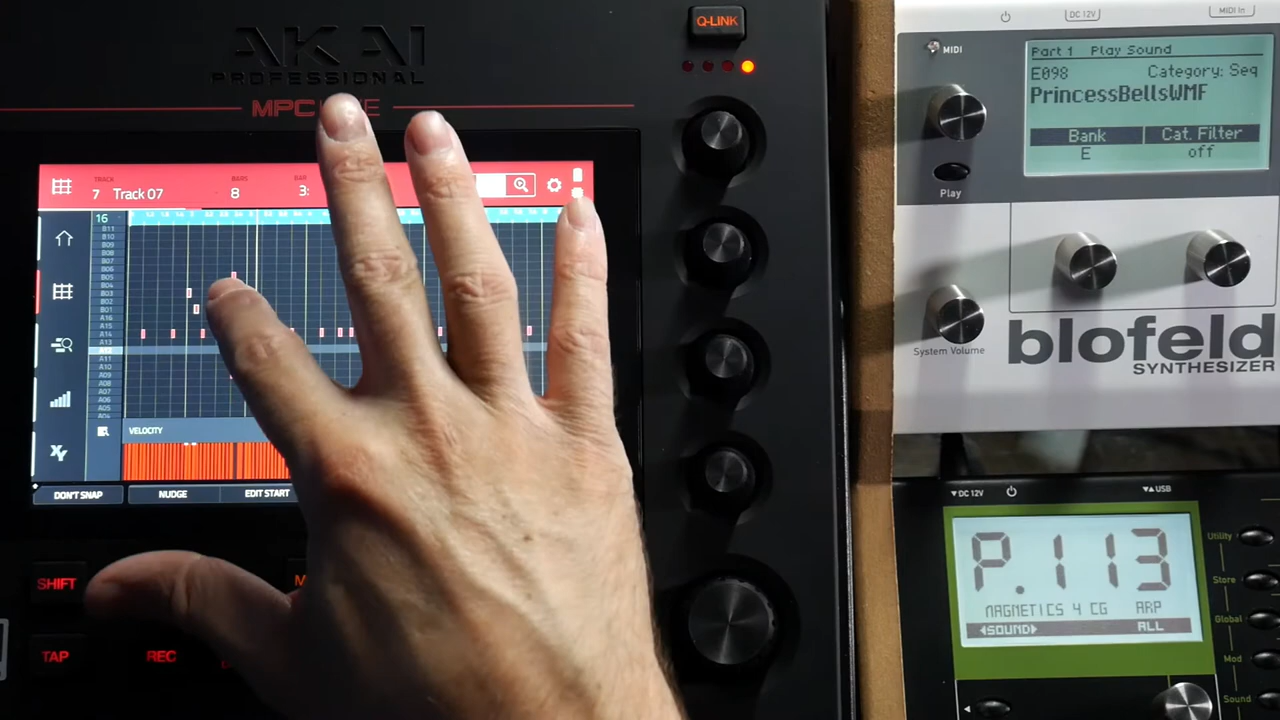 AKAI
PROFESSIONAL
MPC
Q-LINK
TRACK
7 Track 07
BARS
8
BAR
3:
16
B11
B10
B09
B08
B07
B06
B05
B04
B03
B02
B01
A16
A15
A14
A11
A10
A09
A08
A07
A06
A05
VELOCITY
DON'T SNAP
NUDGE
EDIT START
SHIFT
M
TAP
REC
DC 12V
MIDI In
MIDI
Play
System Volume
Part 1 Play Sound
E098 Category: Seq
PrincessBellsWMF
Bank Cat. Filter
E off
blofeld
SYNTHESIZER
▼DC 12V
▼▲USB
P.113
MAGNETICS 4 CG ARP
◀SOUND▶ ALL
Utility
Store
Global
Mod
Sound